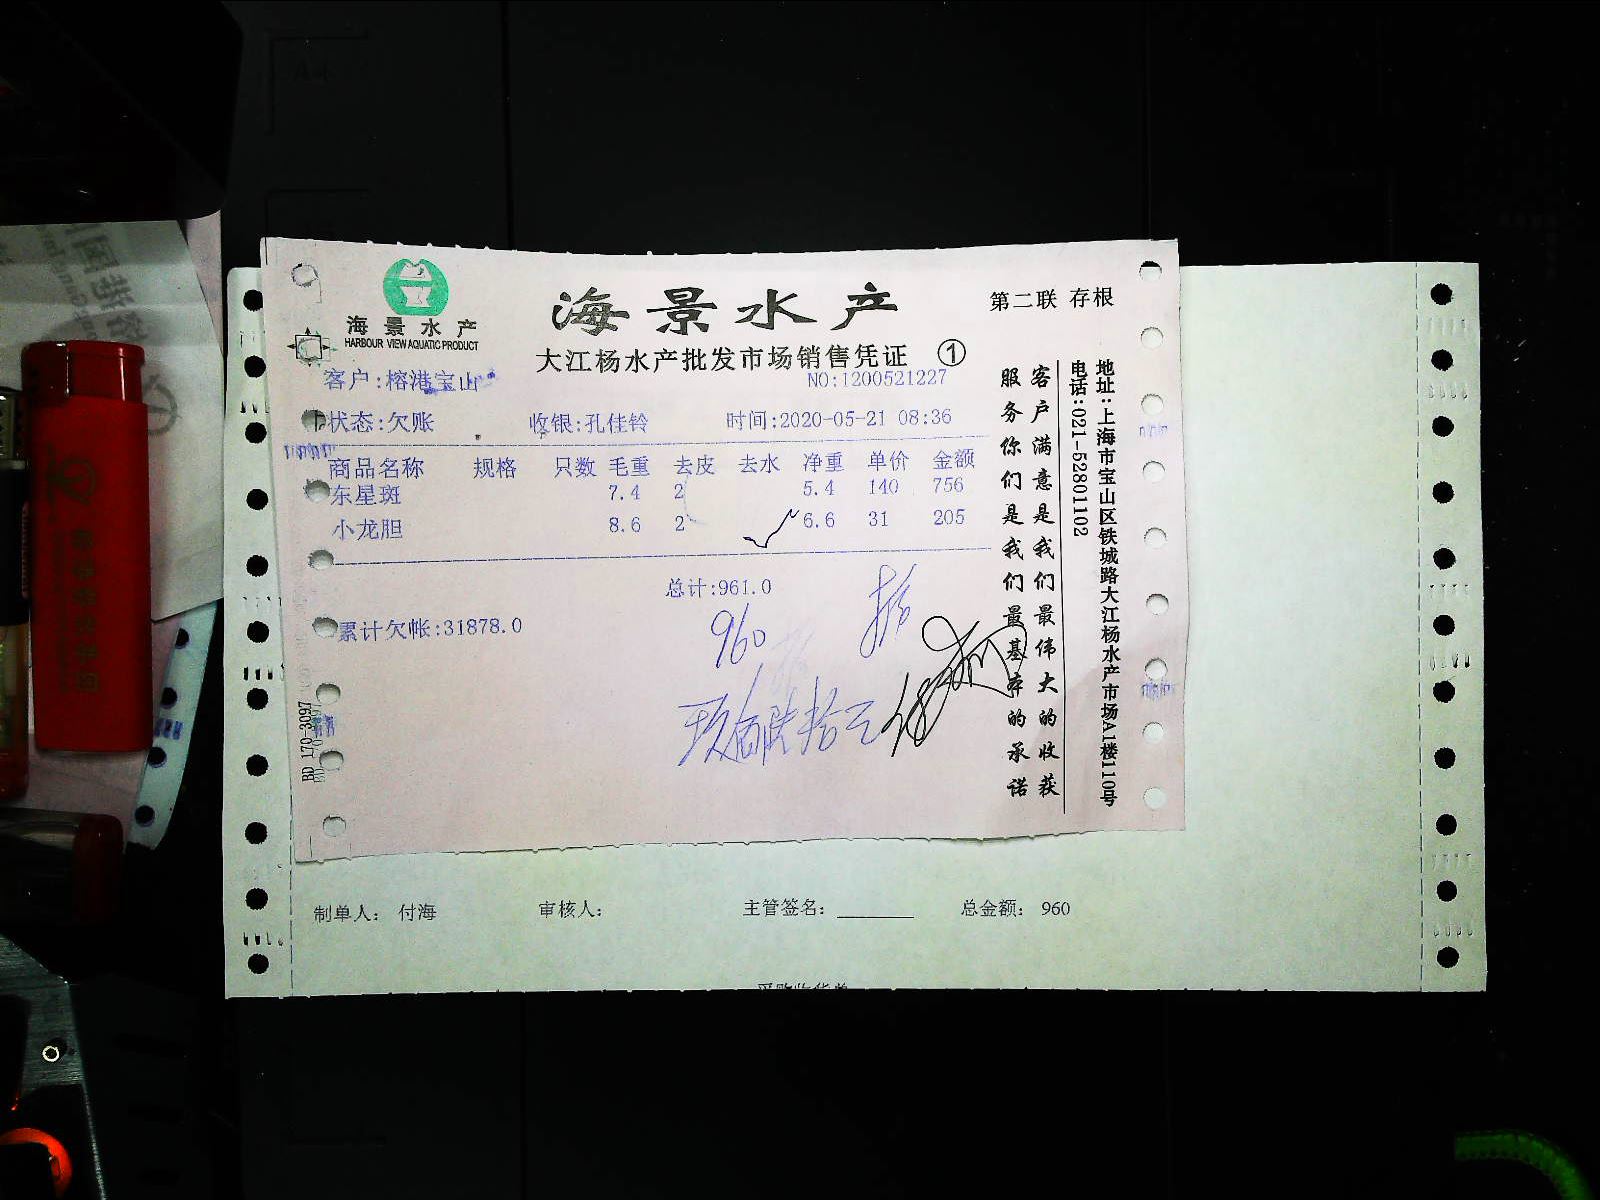 海景水产
HARBOUR VIEW AQUATIC PRODUCT
海景水产
第二联 存根
大江杨水产批发市场销售凭证 ①
客户:榕港宝山
NO:1200521227
状态:欠账 收银:孔佳铃 时间:2020-05-21 08:36
商品名称 规格 只数 毛重 去皮 去水 净重 单价 金额
东星斑 7.4 2 5.4 140 756
小龙胆 8.6 2 6.6 31 205
总计:961.0
累计欠帐:31878.0
960
玖佰陆拾元
客户满意是我们最伟大的收获
服务你们是我们最基本的承诺
地址:上海市宝山区铁城路大江杨水产市场A1楼110号
电话:021-52801102
BD 170-3097
制单人: 付海 审核人: 主管签名: 总金额: 960